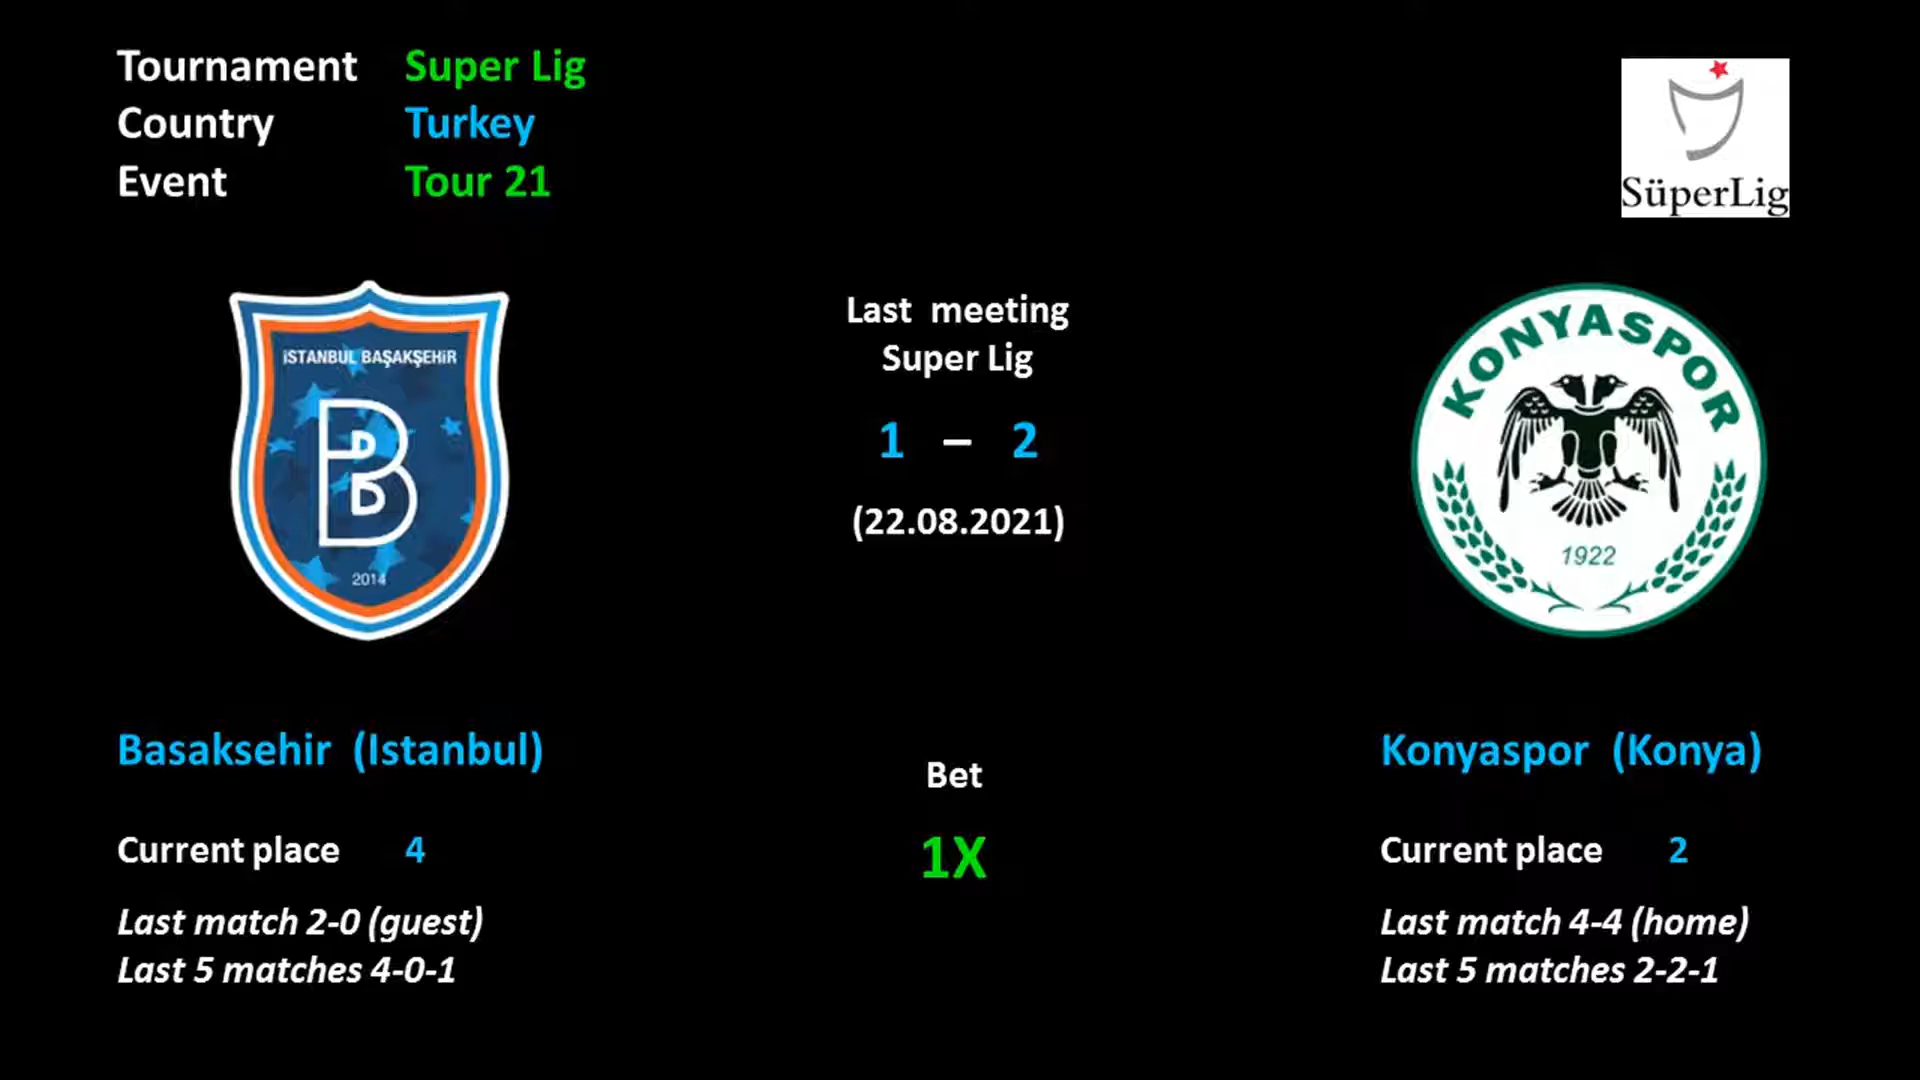 Tournament Super Lig
Country Turkey
Event Tour 21
SüperLig
Last meeting
Super Lig
1 – 2
(22.08.2021)
İSTANBUL BAŞAKŞEHİR
B
2014
KONYASPOR
1922
Basaksehir (Istanbul)
Current place 4
Last match 2-0 (guest)
Last 5 matches 4-0-1
Bet
1X
Konyaspor (Konya)
Current place 2
Last match 4-4 (home)
Last 5 matches 2-2-1